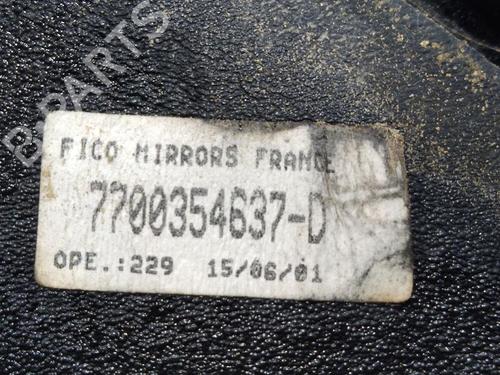 B-PARTS
FICO MIRRORS FRANCE
7700354637-D
OPE.:229 15/06/01